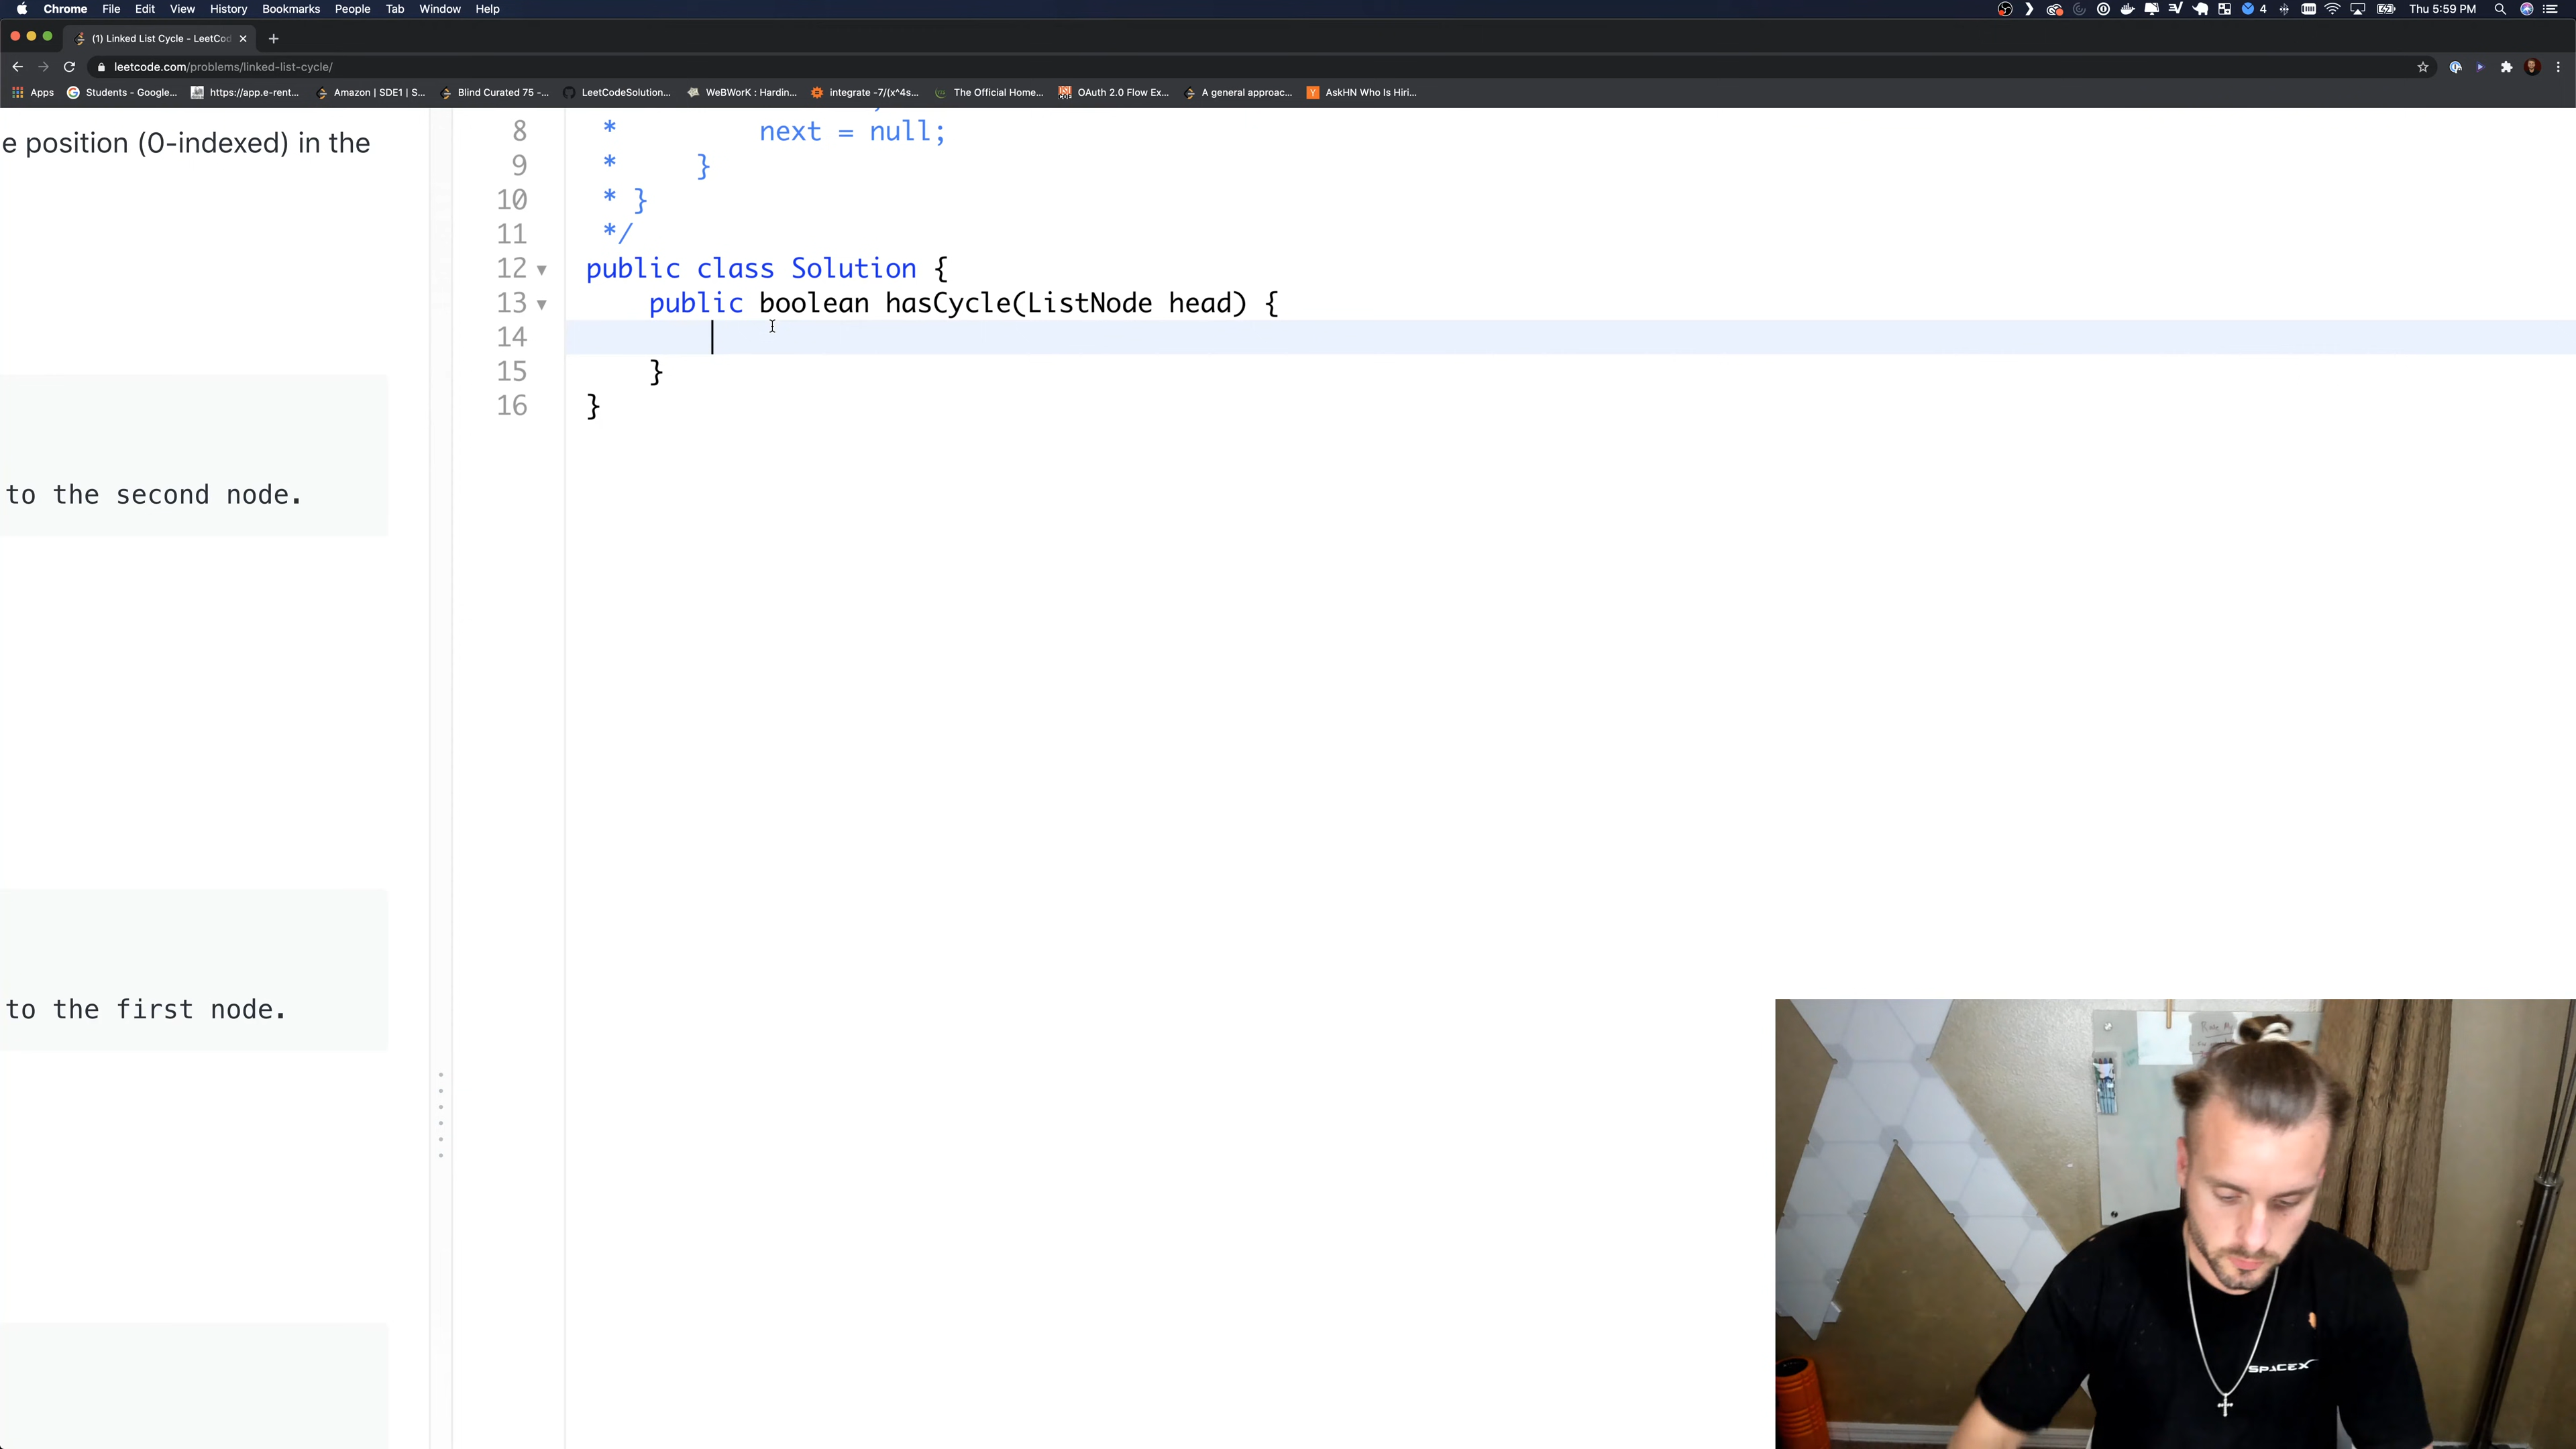 Chrome File Edit View History Bookmarks People Tab Window Help
4
Thu 5:59 PM
(1) Linked List Cycle - LeetCod
leetcode.com/problems/linked-list-cycle/
Apps
Students - Google...
https://app.e-rent...
Amazon | SDE1 | S...
Blind Curated 75 -...
LeetCodeSolution...
WeBWorK : Hardin...
integrate -7/(x^4s...
The Official Home...
OAuth 2.0 Flow Ex...
A general approac...
AskHN Who Is Hiri...
e position (0-indexed) in the
to the second node.
to the first node.
8 * next = null;
9 * }
10 * }
11 */
12 public class Solution {
13 public boolean hasCycle(ListNode head) {
14
15 }
16 }
SPACEX